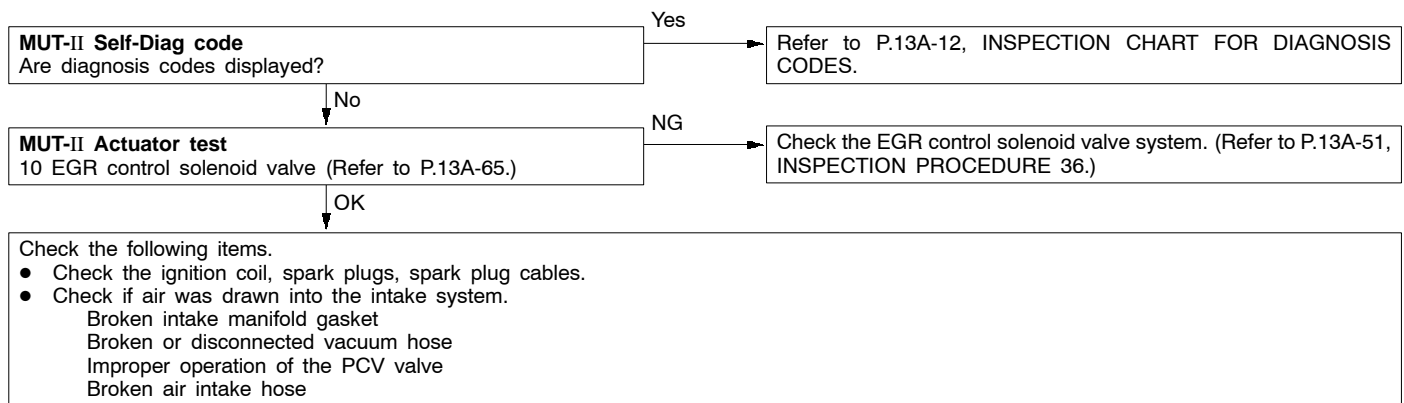 Yes
MUT-II Self-Diag code
Are diagnosis codes displayed?
Refer to P.13A-12, INSPECTION CHART FOR DIAGNOSIS
CODES.
No
MUT-II Actuator test
10 EGR control solenoid valve (Refer to P.13A-65.)
NG
Check the EGR control solenoid valve system. (Refer to P.13A-51,
INSPECTION PROCEDURE 36.)
OK
Check the following items.
● Check the ignition coil, spark plugs, spark plug cables.
● Check if air was drawn into the intake system.
Broken intake manifold gasket
Broken or disconnected vacuum hose
Improper operation of the PCV valve
Broken air intake hose